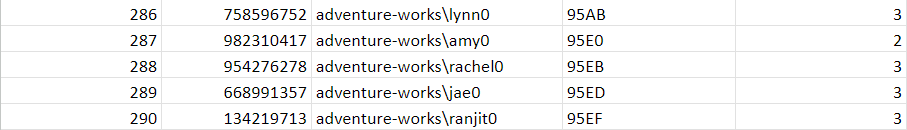 286 758596752 adventure-works\lynn0 95AB 3
287 982310417 adventure-works\amy0 95E0 2
288 954276278 adventure-works\rachel0 95EB 3
289 668991357 adventure-works\jae0 95ED 3
290 134219713 adventure-works\ranjit0 95EF 3